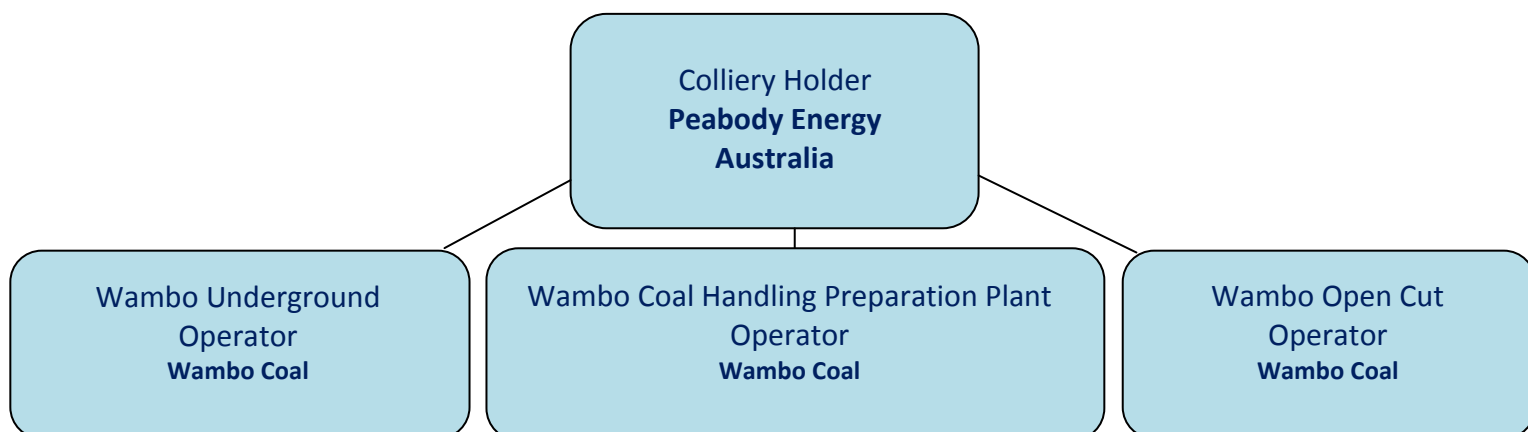 Colliery Holder
Peabody Energy
Australia
Wambo Underground
Operator
Wambo Coal
Wambo Coal Handling Preparation Plant
Operator
Wambo Coal
Wambo Open Cut
Operator
Wambo Coal